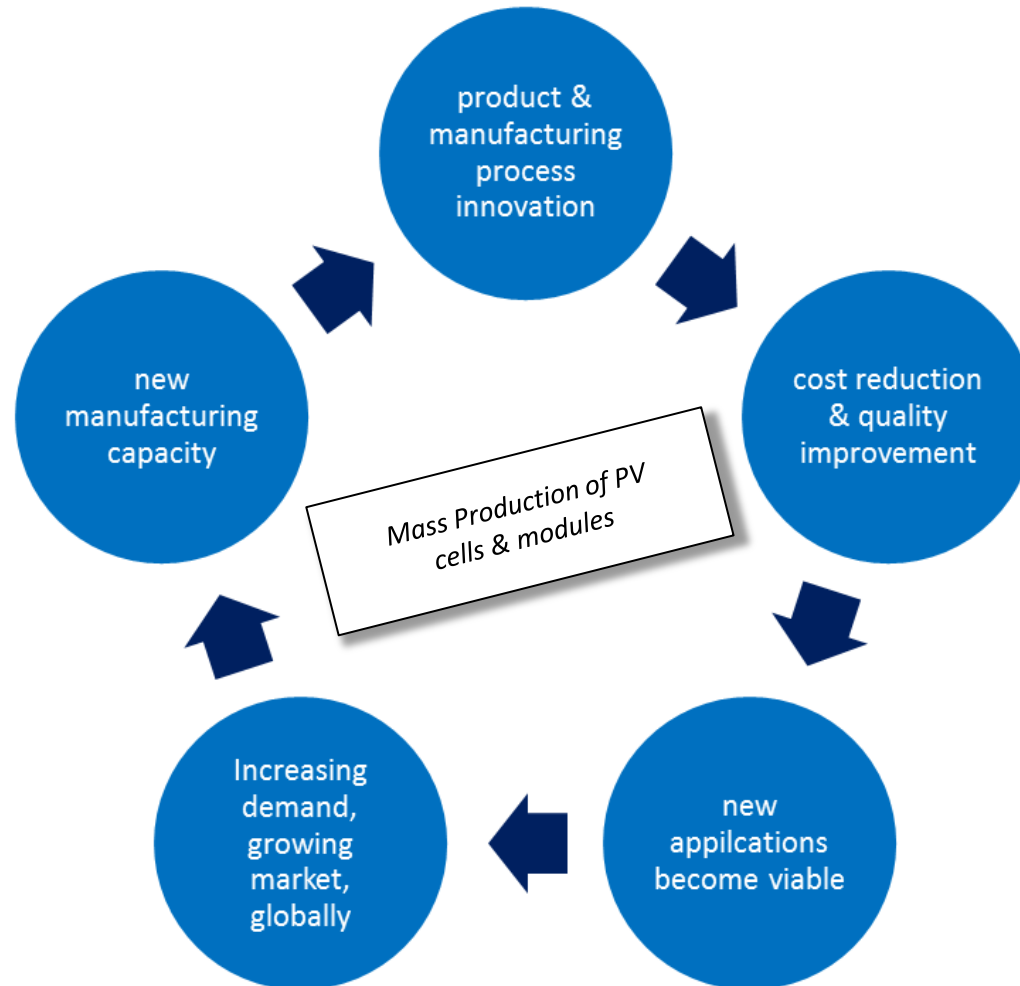 product &
manufacturing
process
innovation
cost reduction
& quality
improvement
new
appilcations
become viable
Increasing
demand,
growing
market,
globally
new
manufacturing
capacity
Mass Production of PV
cells & modules